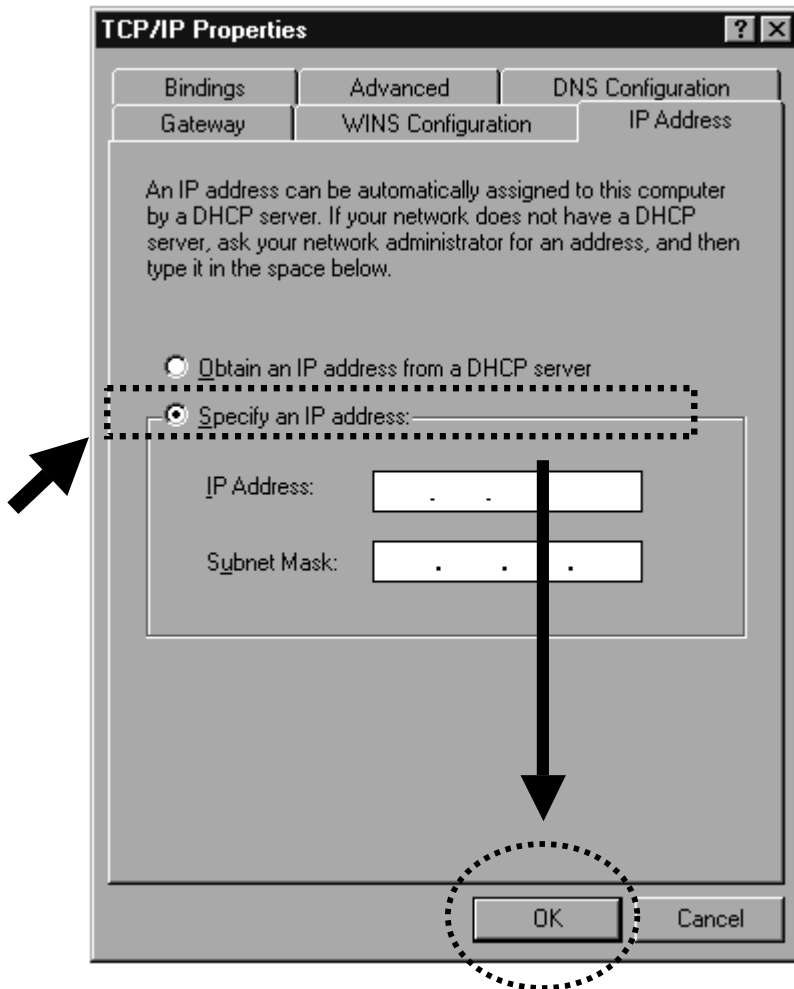 TCP/IP Properties
Bindings Advanced DNS Configuration
Gateway WINS Configuration IP Address
An IP address can be automatically assigned to this computer
by a DHCP server. If your network does not have a DHCP
server, ask your network administrator for an address, and then
type it in the space below.
Obtain an IP address from a DHCP server
Specify an IP address:
IP Address:
Subnet Mask:
OK Cancel